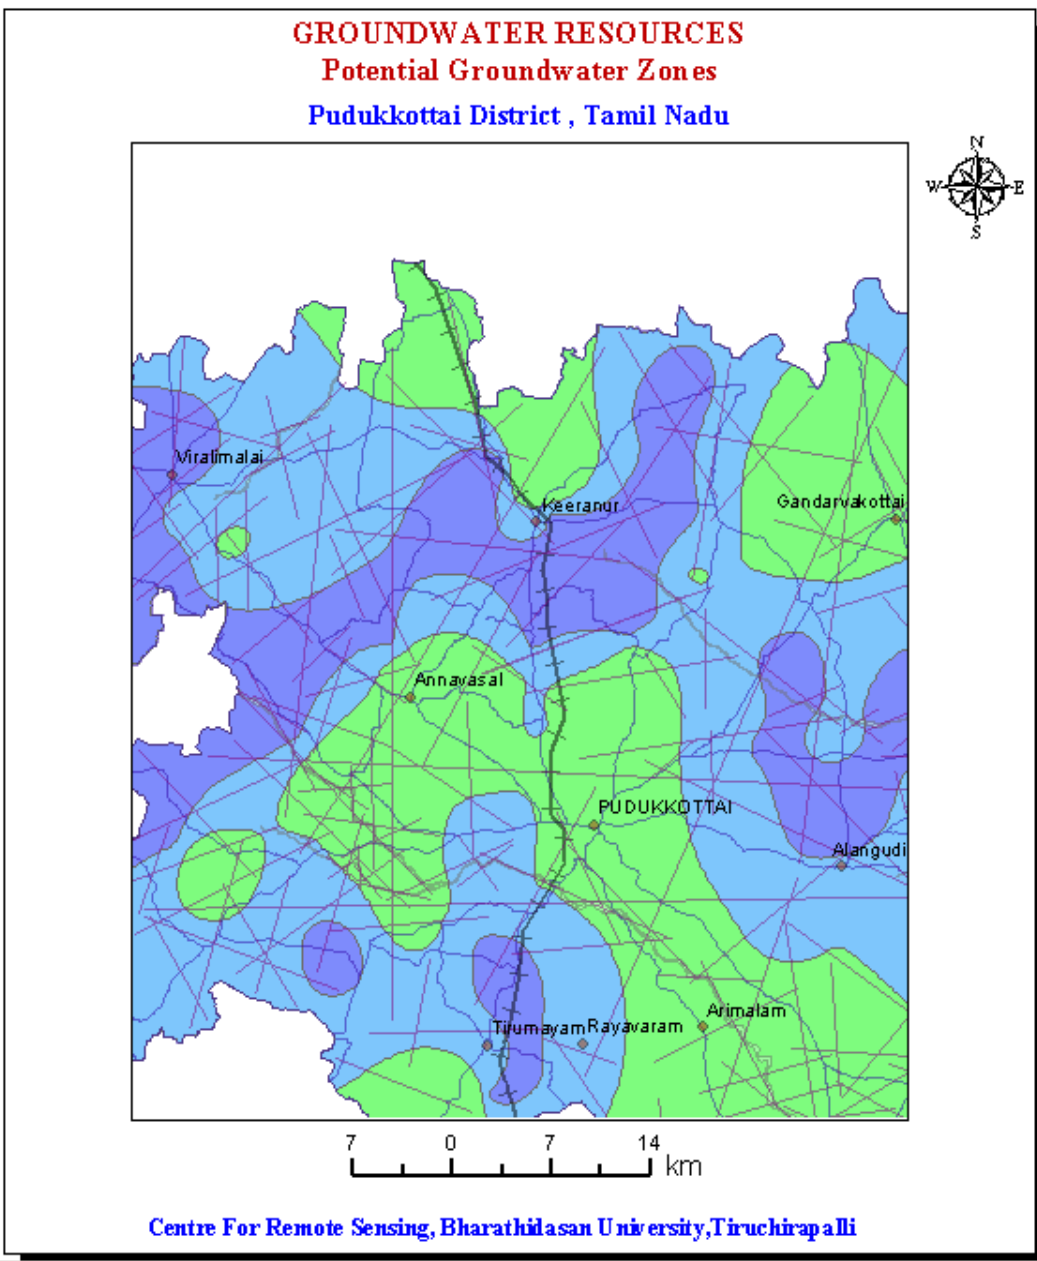 GROUNDWATER RESOURCES
Potential Groundwater Zones
Pudukkottai District , Tamil Nadu
N
W E
S
Viralimalai
Keeranur
Gandarvakottai
Annavasal
PUDUKKOTTAI
Alangudi
Arimalam
Tirumayam Rayavaram
7 0 7 14
km
Centre For Remote Sensing, Bharathidasan University,Tiruchirapalli